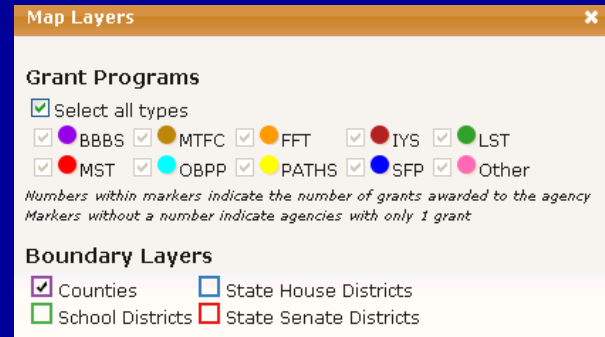 Map Layers
Grant Programs
Select all types
BBBS MTFC FFT IYS LST
MST OBPP PATHS SFP Other
Numbers within markers indicate the number of grants awarded to the agency
Markers without a number indicate agencies with only 1 grant
Boundary Layers
Counties State House Districts
School Districts State Senate Districts